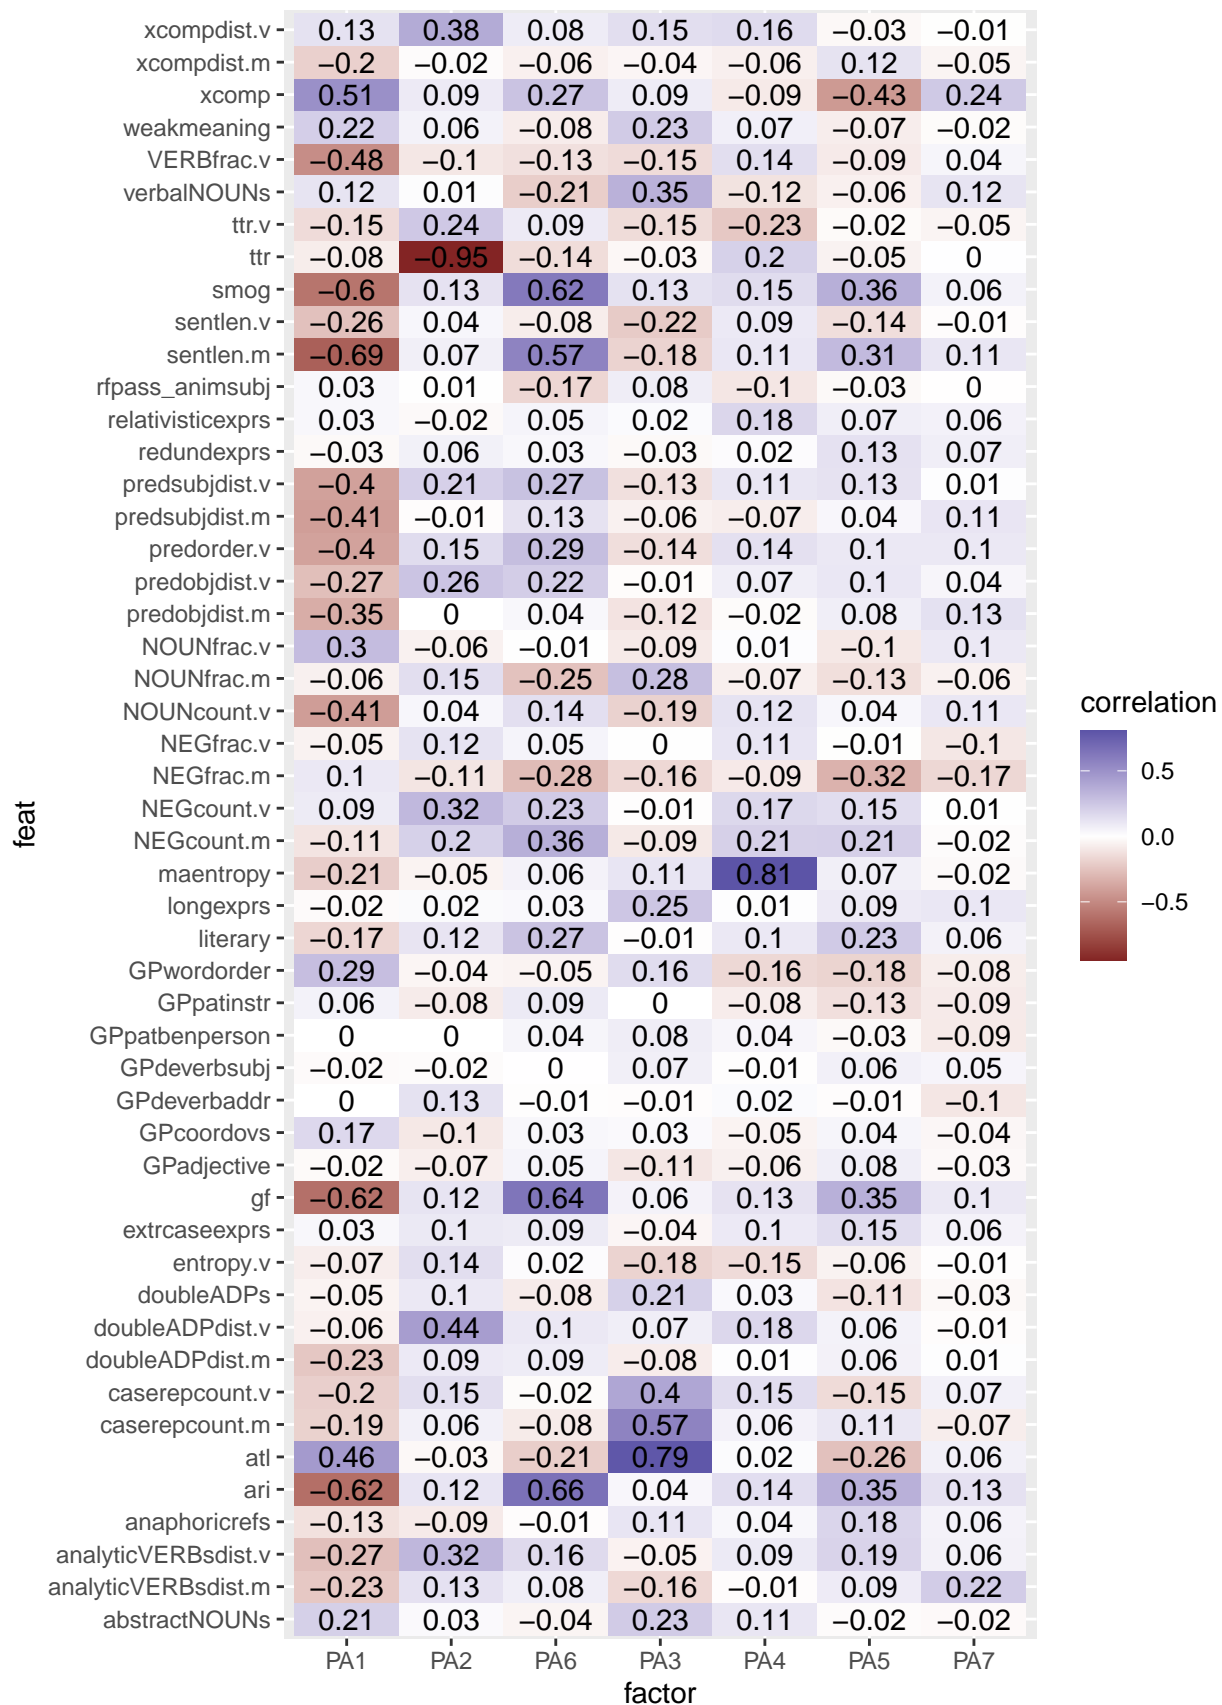 xcompdist.v 0.13 0.38 0.08 0.15 0.16 −0.03 −0.01
xcompdist.m −0.2 −0.02 −0.06 −0.04 −0.06 0.12 −0.05
xcomp 0.51 0.09 0.27 0.09 −0.09 −0.43 0.24
weakmeaning 0.22 0.06 −0.08 0.23 0.07 −0.07 −0.02
VERBfrac.v −0.48 −0.1 −0.13 −0.15 0.14 −0.09 0.04
verbalNOUNs 0.12 0.01 −0.21 0.35 −0.12 −0.06 0.12
ttr.v −0.15 0.24 0.09 −0.15 −0.23 −0.02 −0.05
ttr −0.08 −0.95 −0.14 −0.03 0.2 −0.05 0
smog −0.6 0.13 0.62 0.13 0.15 0.36 0.06
sentlen.v −0.26 0.04 −0.08 −0.22 0.09 −0.14 −0.01
sentlen.m −0.69 0.07 0.57 −0.18 0.11 0.31 0.11
rfpass_animsubj 0.03 0.01 −0.17 0.08 −0.1 −0.03 0
relativisticexprs 0.03 −0.02 0.05 0.02 0.18 0.07 0.06
redundexprs −0.03 0.06 0.03 −0.03 0.02 0.13 0.07
predsubjdist.v −0.4 0.21 0.27 −0.13 0.11 0.13 0.01
predsubjdist.m −0.41 −0.01 0.13 −0.06 −0.07 0.04 0.11
predorder.v −0.4 0.15 0.29 −0.14 0.14 0.1 0.1
predobjdist.v −0.27 0.26 0.22 −0.01 0.07 0.1 0.04
predobjdist.m −0.35 0 0.04 −0.12 −0.02 0.08 0.13
NOUNfrac.v 0.3 −0.06 −0.01 −0.09 0.01 −0.1 0.1
NOUNfrac.m −0.06 0.15 −0.25 0.28 −0.07 −0.13 −0.06
NOUNcount.v −0.41 0.04 0.14 −0.19 0.12 0.04 0.11
NEGfrac.v −0.05 0.12 0.05 0 0.11 −0.01 −0.1
NEGfrac.m 0.1 −0.11 −0.28 −0.16 −0.09 −0.32 −0.17
NEGcount.v 0.09 0.32 0.23 −0.01 0.17 0.15 0.01
NEGcount.m −0.11 0.2 0.36 −0.09 0.21 0.21 −0.02
maentropy −0.21 −0.05 0.06 0.11 0.81 0.07 −0.02
longexprs −0.02 0.02 0.03 0.25 0.01 0.09 0.1
literary −0.17 0.12 0.27 −0.01 0.1 0.23 0.06
GPwordorder 0.29 −0.04 −0.05 0.16 −0.16 −0.18 −0.08
GPpatinstr 0.06 −0.08 0.09 0 −0.08 −0.13 −0.09
GPpatbenperson 0 0 0.04 0.08 0.04 −0.03 −0.09
GPdeverbsubj −0.02 −0.02 0 0.07 −0.01 0.06 0.05
GPdeverbaddr 0 0.13 −0.01 −0.01 0.02 −0.01 −0.1
GPcoordovs 0.17 −0.1 0.03 0.03 −0.05 0.04 −0.04
GPadjective −0.02 −0.07 0.05 −0.11 −0.06 0.08 −0.03
gf −0.62 0.12 0.64 0.06 0.13 0.35 0.1
extrcaseexprs 0.03 0.1 0.09 −0.04 0.1 0.15 0.06
entropy.v −0.07 0.14 0.02 −0.18 −0.15 −0.06 −0.01
doubleADPs −0.05 0.1 −0.08 0.21 0.03 −0.11 −0.03
doubleADPdist.v −0.06 0.44 0.1 0.07 0.18 0.06 −0.01
doubleADPdist.m −0.23 0.09 0.09 −0.08 0.01 0.06 0.01
caserepcount.v −0.2 0.15 −0.02 0.4 0.15 −0.15 0.07
caserepcount.m −0.19 0.06 −0.08 0.57 0.06 0.11 −0.07
atl 0.46 −0.03 −0.21 0.79 0.02 −0.26 0.06
ari −0.62 0.12 0.66 0.04 0.14 0.35 0.13
anaphoricrefs −0.13 −0.09 −0.01 0.11 0.04 0.18 0.06
analyticVERBsdist.v −0.27 0.32 0.16 −0.05 0.09 0.19 0.06
analyticVERBsdist.m −0.23 0.13 0.08 −0.16 −0.01 0.09 0.22
abstractNOUNs 0.21 0.03 −0.04 0.23 0.11 −0.02 −0.02
PA1 PA2 PA6 PA3 PA4 PA5 PA7
factor
feat
correlation
0.5
0.0
−0.5